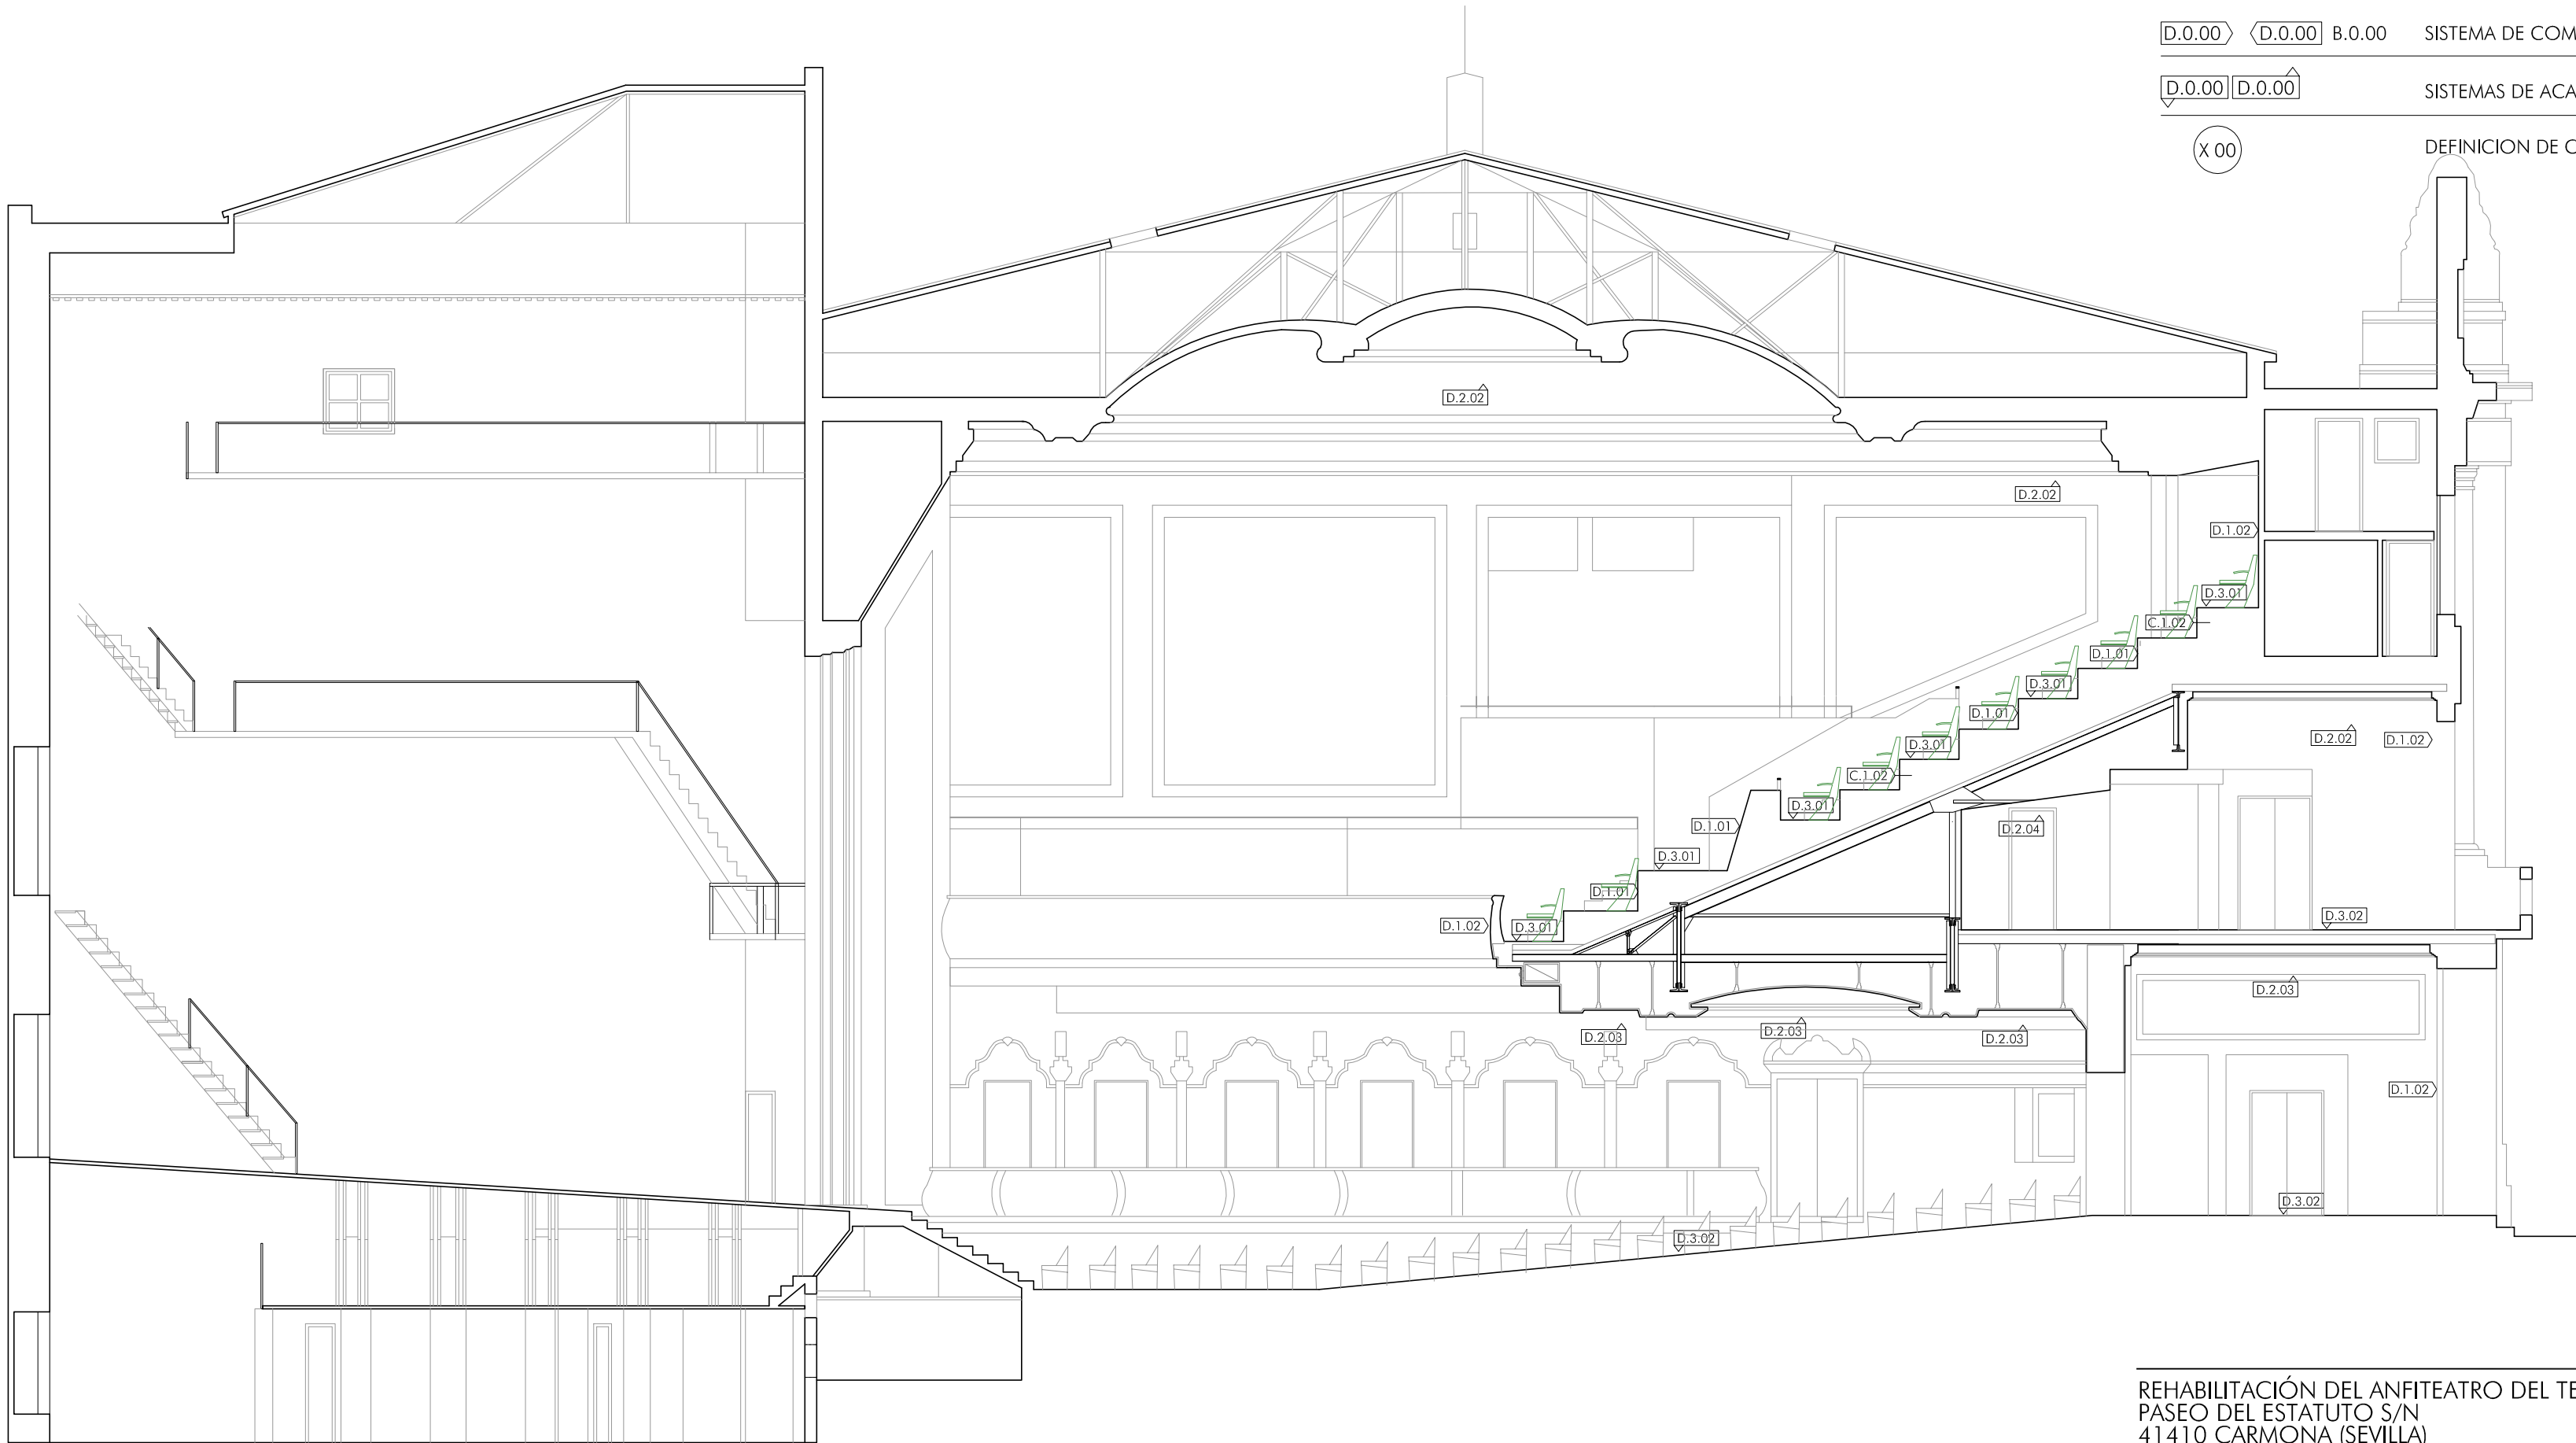 D.0.00 D.0.00 B.0.00 SISTEMA DE COM
D.0.00 D.0.00 SISTEMAS DE ACA
X 00 DEFINICION DE C
D.2.02
D.2.02
D.1.02
D.3.01
C.1.02
D.1.01
D.3.01
D.1.01
D.2.02 D.1.02
D.3.01
C.1.02
D.3.01
D.1.01 D.2.04
D.3.01
D.1.01
D.3.02
D.1.02 D.3.01
D.2.03
D.2.03 D.2.03 D.2.03
D.1.02
D.3.02
D.3.02
REHABILITACIÓN DEL ANFITEATRO DEL TE
PASEO DEL ESTATUTO S/N
41410 CARMONA (SEVILLA)